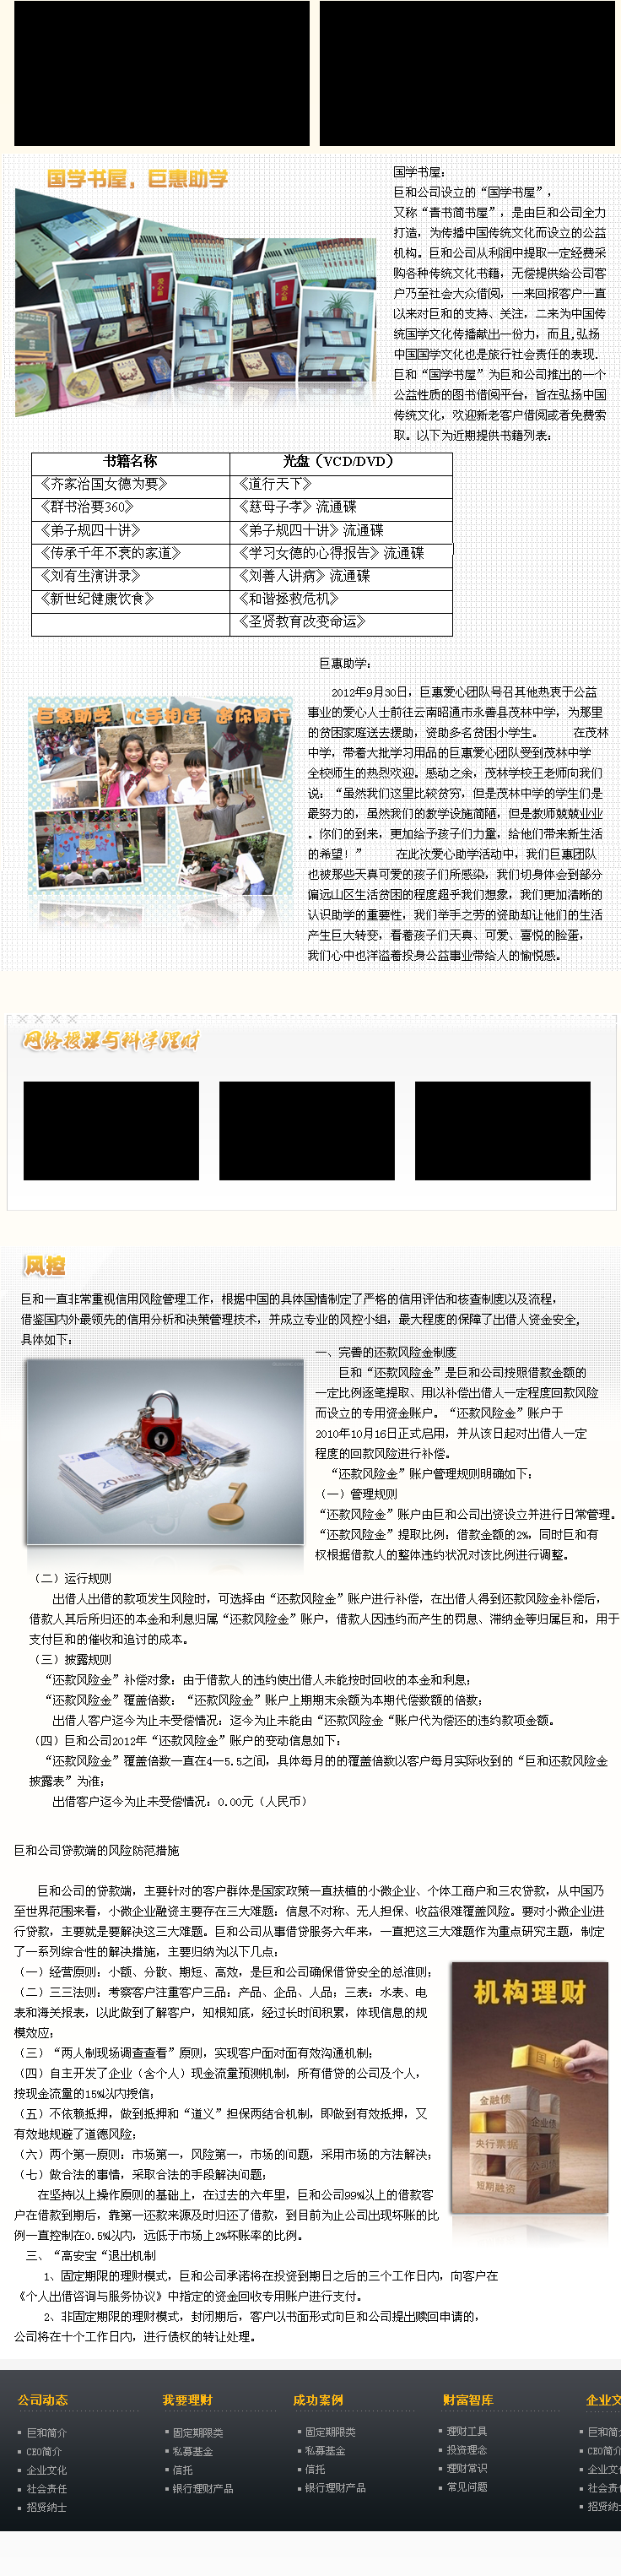 国学书屋，巨惠助学
国学书屋：
巨和公司设立的“国学书屋”，
又称“青书简书屋”，是由巨和公司全力
打造，为传播中国传统文化而设立的公益
机构。巨和公司从利润中提取一定经费采
购各种传统文化书籍，无偿提供给公司客
户乃至社会大众借阅，一来回报客户一直
以来对巨和的支持、关注，二来为中国传
统国学文化传播献出一份力，而且,弘扬
中国国学文化也是旅行社会责任的表现.
巨和“国学书屋”为巨和公司推出的一个
公益性质的图书借阅平台，旨在弘扬中国
传统文化，欢迎新老客户借阅或者免费索
取。以下为近期提供书籍列表：
书籍名称 光盘（VCD/DVD）
《齐家治国女德为要》 《道行天下》
《群书治要360》 《慈母子孝》流通碟
《弟子规四十讲》 《弟子规四十讲》流通碟
《传承千年不衰的家道》 《学习女德的心得报告》流通碟
《刘有生演讲录》 《刘善人讲病》流通碟
《新世纪健康饮食》 《和谐拯救危机》
《圣贤教育改变命运》
巨惠助学：
巨惠助学 心手相连 邀你同行
2012年9月30日，巨惠爱心团队号召其他热衷于公益
事业的爱心人士前往云南昭通市永善县茂林中学，为那里
的贫困家庭送去援助，资助多名贫困小学生。 在茂林
中学，带着大批学习用品的巨惠爱心团队受到茂林中学
全校师生的热烈欢迎。感动之余，茂林学校王老师向我们
说：“虽然我们这里比较贫穷，但是茂林中学的学生们是
最努力的，虽然我们的教学设施简陋，但是教师兢兢业业
。你们的到来，更加给予孩子们力量，给他们带来新生活
的希望！” 在此次爱心助学活动中，我们巨惠团队
也被那些天真可爱的孩子们所感染，我们切身体会到部分
偏远山区生活贫困的程度超乎我们想象，我们更加清晰的
认识助学的重要性，我们举手之劳的资助却让他们的生活
产生巨大转变，看着孩子们天真、可爱、喜悦的脸蛋，
我们心中也洋溢着投身公益事业带给人的愉悦感。
网络授课与科学理财
风控
巨和一直非常重视信用风险管理工作，根据中国的具体国情制定了严格的信用评估和核查制度以及流程，
借鉴国内外最领先的信用分析和决策管理技术，并成立专业的风控小组，最大程度的保障了出借人资金安全,
具体如下：
一、完善的还款风险金制度
巨和“还款风险金”是巨和公司按照借款金额的
一定比例逐笔提取、用以补偿出借人一定程度回款风险
而设立的专用资金账户。“还款风险金”账户于
2010年10月16日正式启用，并从该日起对出借人一定
程度的回款风险进行补偿。
“还款风险金”账户管理规则明确如下：
（一）管理规则
“还款风险金”账户由巨和公司出资设立并进行日常管理。
“还款风险金”提取比例：借款金额的2%，同时巨和有
权根据借款人的整体违约状况对该比例进行调整。
（二）运行规则
出借人出借的款项发生风险时，可选择由“还款风险金”账户进行补偿，在出借人得到还款风险金补偿后，
借款人其后所归还的本金和利息归属“还款风险金”账户，借款人因违约而产生的罚息、滞纳金等归属巨和，用于
支付巨和的催收和追讨的成本。
（三）披露规则
“还款风险金”补偿对象：由于借款人的违约使出借人未能按时回收的本金和利息；
“还款风险金”覆盖倍数：“还款风险金”账户上期期末余额为本期代偿数额的倍数；
出借人客户迄今为止未受偿情况：迄今为止未能由“还款风险金“账户代为偿还的违约款项金额。
（四）巨和公司2012年“还款风险金”账户的变动信息如下：
“还款风险金”覆盖倍数一直在4—5.5之间，具体每月的的覆盖倍数以客户每月实际收到的“巨和还款风险金
披露表”为准；
出借客户迄今为止未受偿情况：0.00元（人民币）
巨和公司贷款端的风险防范措施
巨和公司的贷款端，主要针对的客户群体是国家政策一直扶植的小微企业、个体工商户和三农贷款，从中国乃
至世界范围来看，小微企业融资主要存在三大难题：信息不对称、无人担保、收益很难覆盖风险。要对小微企业进
行贷款，主要就是要解决这三大难题。巨和公司从事借贷服务六年来，一直把这三大难题作为重点研究主题，制定
了一系列综合性的解决措施，主要归纳为以下几点：
（一）经营原则：小额、分散、期短、高效，是巨和公司确保借贷安全的总准则；
（二）三三法则：考察客户注重客户三品：产品、企品、人品；三表：水表、电
表和海关报表，以此做到了解客户，知根知底，经过长时间积累，体现信息的规
模效应；
（三）“两人制现场调查查看”原则，实现客户面对面有效沟通机制；
（四）自主开发了企业（含个人）现金流量预测机制，所有借贷的公司及个人，
按现金流量的15%以内授信；
（五）不依赖抵押，做到抵押和“道义”担保两结合机制，即做到有效抵押，又
有效地规避了道德风险；
（六）两个第一原则：市场第一，风险第一，市场的问题，采用市场的方法解决；
（七）做合法的事情，采取合法的手段解决问题；
在坚持以上操作原则的基础上，在过去的六年里，巨和公司99%以上的借款客
户在借款到期后，靠第一还款来源及时归还了借款，到目前为止公司出现坏账的比
例一直控制在0.5%以内，远低于市场上2%坏账率的比例。
机构理财
国债
金融债
企业债
央行票据
短期融资
三、“高安宝“退出机制
1、固定期限的理财模式，巨和公司承诺将在投资到期日之后的三个工作日内，向客户在
《个人出借咨询与服务协议》中指定的资金回收专用账户进行支付。
2、非固定期限的理财模式，封闭期后，客户以书面形式向巨和公司提出赎回申请的，
公司将在十个工作日内，进行债权的转让处理。
公司动态 我要理财 成功案例 财富智库 企业文
巨和简介 固定期限类 固定期限类 理财工具 巨和简介
CEO简介 私募基金 私募基金 投资理念 CEO简介
企业文化 信托 信托 理财常识 企业文化
社会责任 银行理财产品 银行理财产品 常见问题 社会责任
招贤纳士 招贤纳士